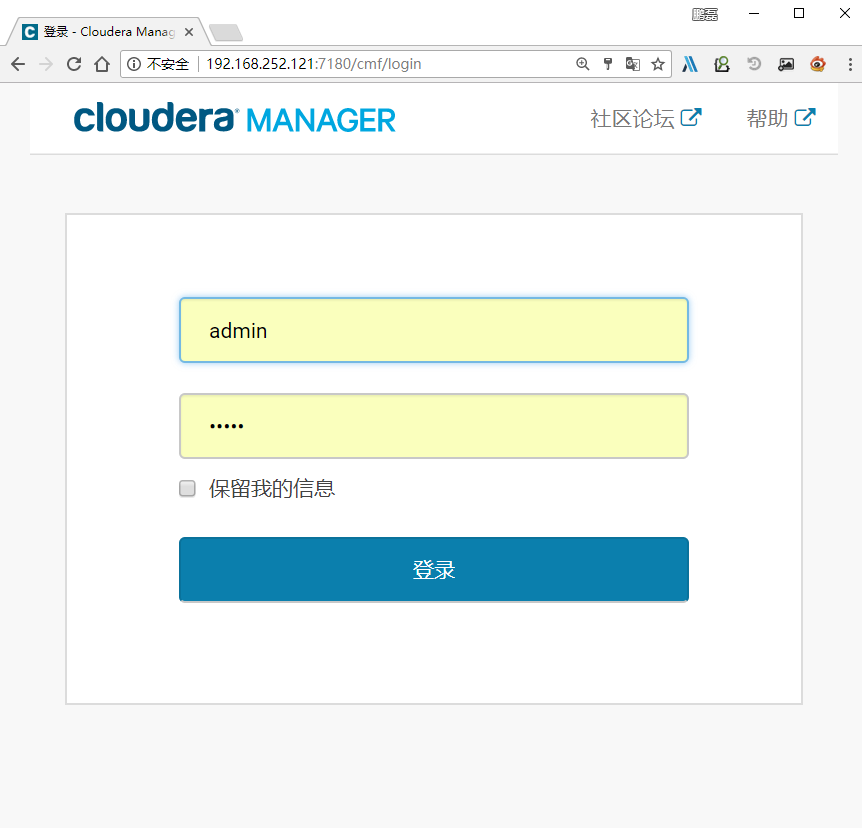 鹏磊
登录 - Cloudera Manag
不安全 192.168.252.121:7180/cmf/login
cloudera MANAGER 社区论坛 帮助
admin
•••••
保留我的信息
登录